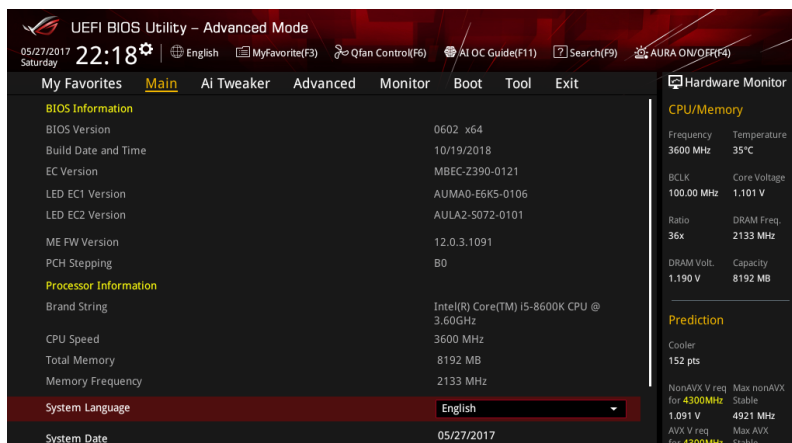 UEFI BIOS Utility – Advanced Mode
05/27/2017
Saturday
22:18
English
MyFavorite(F3)
Qfan Control(F6)
AI OC Guide(F11)
Search(F9)
AURA ON/OFF(F4)
My Favorites Main Ai Tweaker Advanced Monitor Boot Tool Exit
BIOS Information
BIOS Version 0602 x64
Build Date and Time 10/19/2018
EC Version MBEC-Z390-0121
LED EC1 Version AUMA0-E6K5-0106
LED EC2 Version AULA2-S072-0101
ME FW Version 12.0.3.1091
PCH Stepping B0
Processor Information
Brand String Intel(R) Core(TM) i5-8600K CPU @
3.60GHz
CPU Speed 3600 MHz
Total Memory 8192 MB
Memory Frequency 2133 MHz
System Language English
System Date 05/27/2017
Hardware Monitor
CPU/Memory
Frequency Temperature
3600 MHz 35°C
BCLK Core Voltage
100.00 MHz 1.101 V
Ratio DRAM Freq.
36x 2133 MHz
DRAM Volt. Capacity
1.190 V 8192 MB
Prediction
Cooler
152 pts
NonAVX V req Max nonAVX
for 4300MHz Stable
1.091 V 4921 MHz
AVX V req Max AVX
for 4300MHz Stable